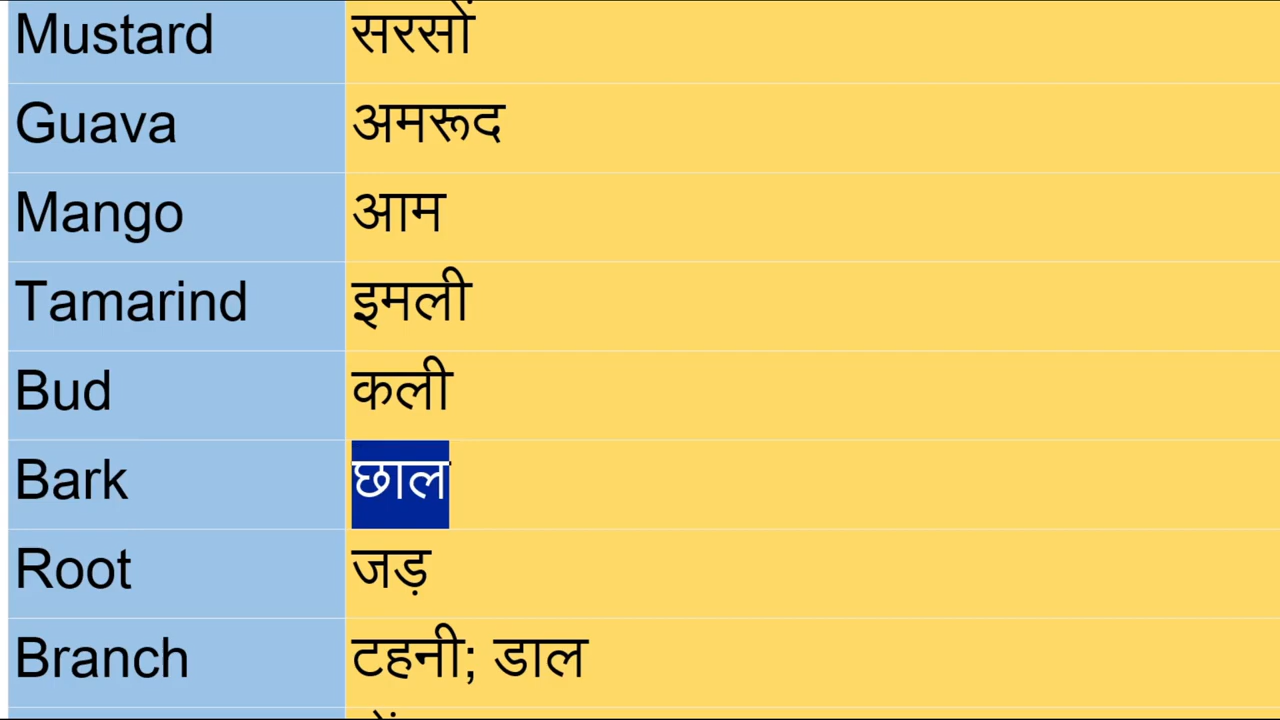 Mustard सरसों
Guava अमरूद
Mango आम
Tamarind इमली
Bud कली
Bark छाल
Root जड़
Branch टहनी; डाल